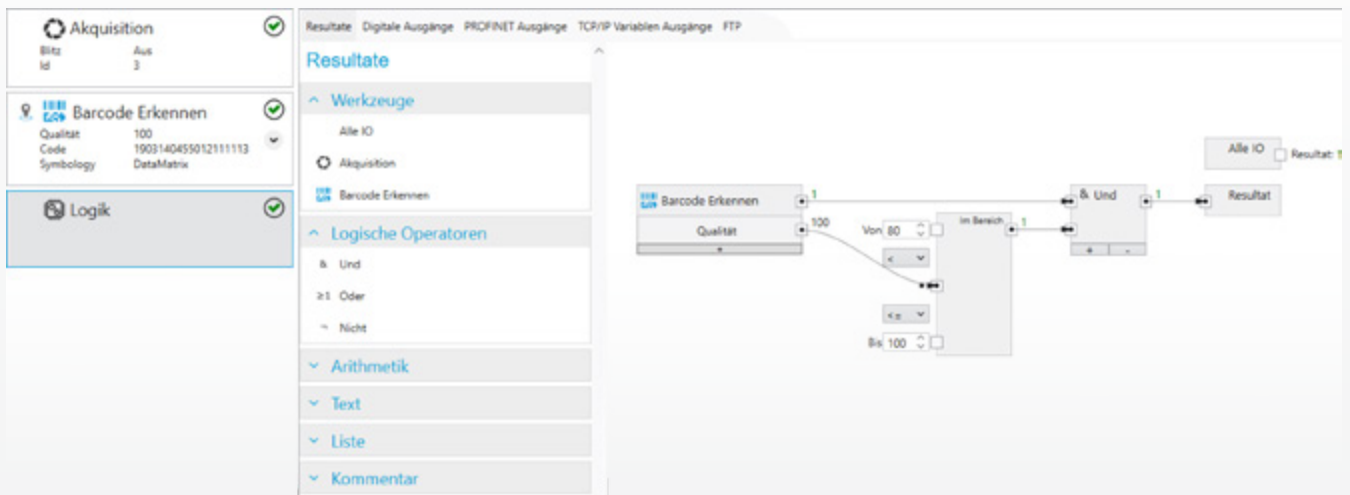 Akquisition
Blitz Aus
Id 3
Barcode Erkennen
Qualität 100
Code 1903140455012111113
Symbology DataMatrix
Logik
Resultate Digitale Ausgänge PROFINET Ausgänge TCP/IP Variablen Ausgänge FTP
Resultate
Werkzeuge
Alle IO
Akquisition
Barcode Erkennen
Logische Operatoren
& Und
≥1 Oder
¬ Nicht
Arithmetik
Text
Liste
Kommentar
Alle IO Resultat: 1
Barcode Erkennen 1
Qualität 100
Von 80
<
<=
Bis 100
Im Bereich 1
& Und 1
+ -
Resultat